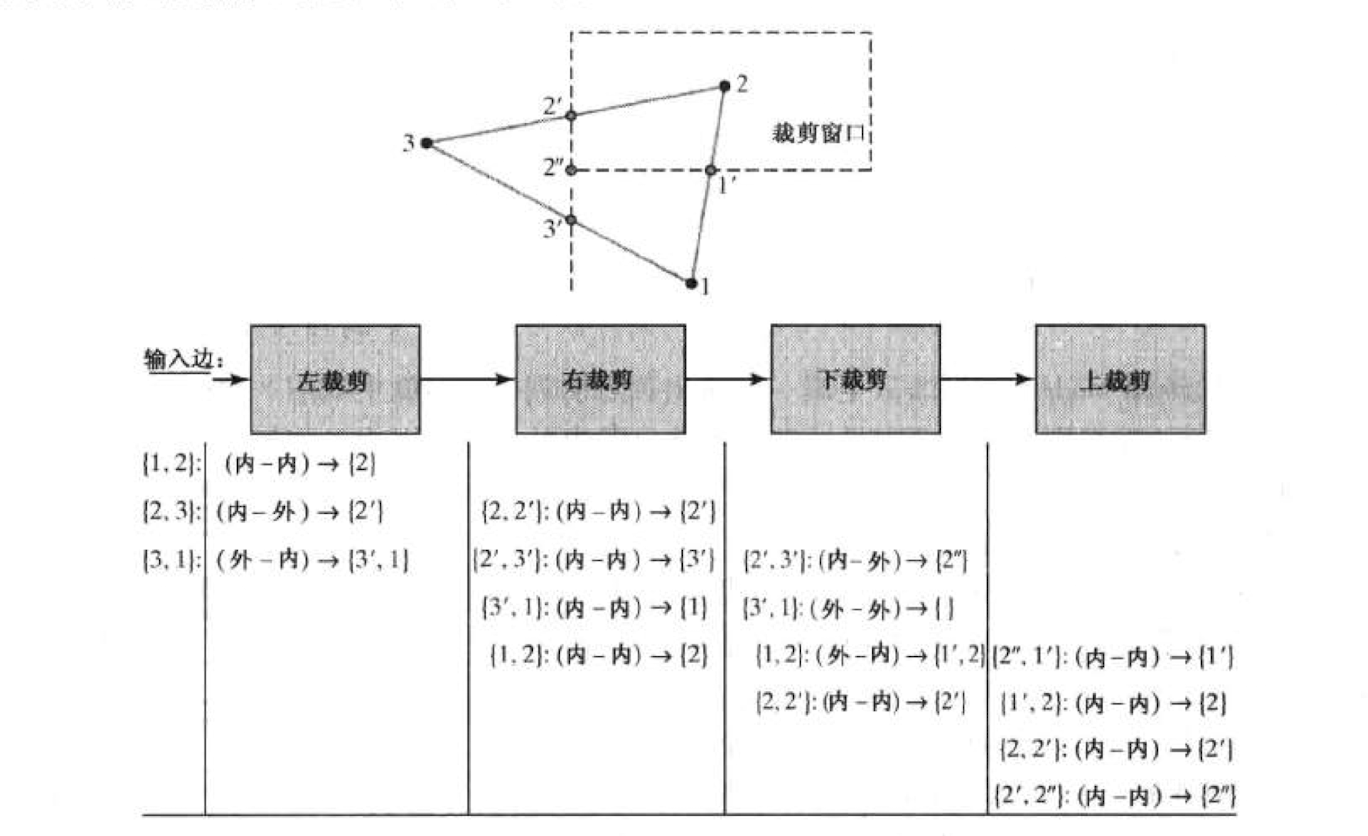 2
2′
裁剪窗口
3
2″
1′
3′
1
输入边:
左裁剪
右裁剪
下裁剪
上裁剪
{1, 2}: (内-内) → {2}
{2, 3}: (内-外) → {2′} {2, 2′}: (内-内) → {2′}
{3, 1}: (外-内) → {3′, 1} {2′, 3′}: (内-内) → {3′} {2′, 3′}: (内-外) → {2″}
{3′, 1}: (内-内) → {1} {3′, 1}: (外-外) → { }
{1, 2}: (内-内) → {2} {1, 2}: (外-内) → {1′, 2} {2″, 1′}: (内-内) → {1′}
{2, 2′}: (内-内) → {2′} {1′, 2}: (内-内) → {2}
{2, 2′}: (内-内) → {2′}
{2′, 2″}: (内-内) → {2″}